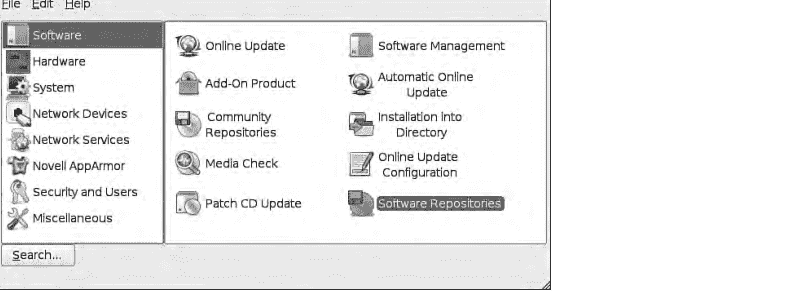 File Edit Help
Software
Hardware
System
Network Devices
Network Services
Novell AppArmor
Security and Users
Miscellaneous
Online Update
Software Management
Add-On Product
Automatic Online
Update
Community
Repositories
Installation into
Directory
Media Check
Online Update
Configuration
Patch CD Update
Software Repositories
Search...